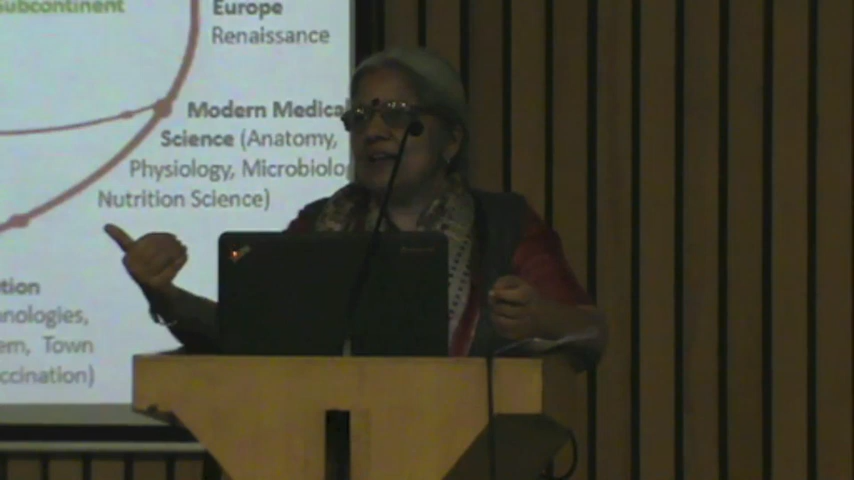 Subcontinent
Europe
Renaissance
Modern Medica
Science (Anatomy,
Physiology, Microbiolo
Nutrition Science)
tion
nologies,
em, Town
ccination)